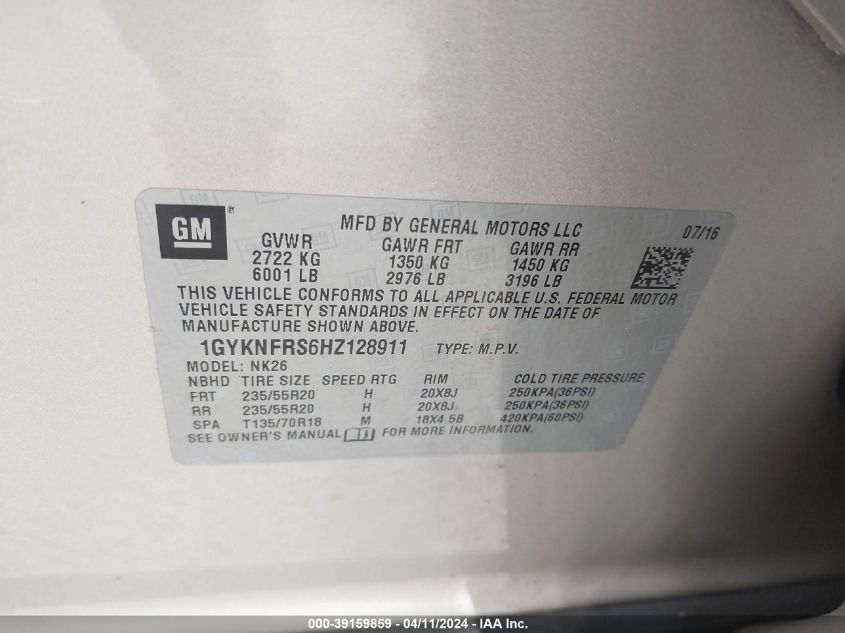 GM®
MFD BY GENERAL MOTORS LLC 07/16
GVWR GAWR FRT GAWR RR
2722 KG 1350 KG 1450 KG
6001 LB 2976 LB 3196 LB
THIS VEHICLE CONFORMS TO ALL APPLICABLE U.S. FEDERAL MOTOR
VEHICLE SAFETY STANDARDS IN EFFECT ON THE DATE OF
MANUFACTURE SHOWN ABOVE.
1GYKNFRS6HZ128911 TYPE: M.P.V.
MODEL: NK26
NBHD TIRE SIZE SPEED RTG RIM COLD TIRE PRESSURE
FRT 235/55R20 H 20X8J 250KPA(36PSI)
RR 235/55R20 H 20X8J 250KPA(36PSI)
SPA T135/70R18 M 18X4.5B 420KPA(60PSI)
SEE OWNER'S MANUAL FOR MORE INFORMATION.
000-39159859 - 04/11/2024 - IAA Inc.